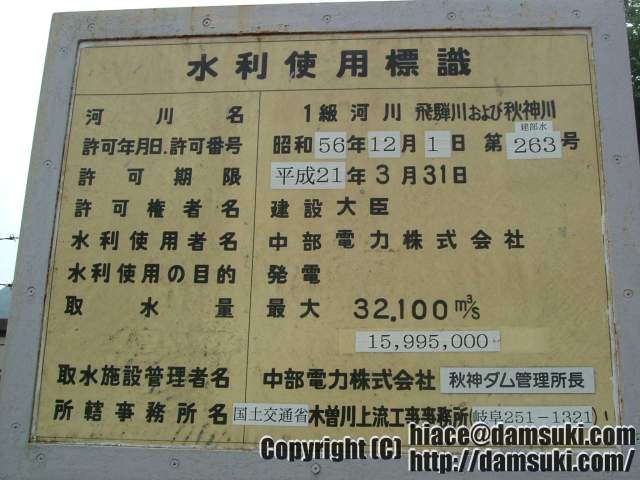 水利使用標識
河川名 1級河川 飛騨川および秋神川
許可年月日.許可番号 昭和56年12月1日 第 建部水 263号
許可期限 平成21年3月31日
許可権者名 建設大臣
水利使用者名 中部電力株式会社
水利使用の目的 発電
取水量 最大 32.100 m³/s
15,995,000
取水施設管理者名 中部電力株式会社 秋神ダム管理所長
所轄事務所名 国土交通省木曽川上流工事事務所(岐阜251-1321)
Copyright (C) hiace@damsuki.com
http://damsuki.com/